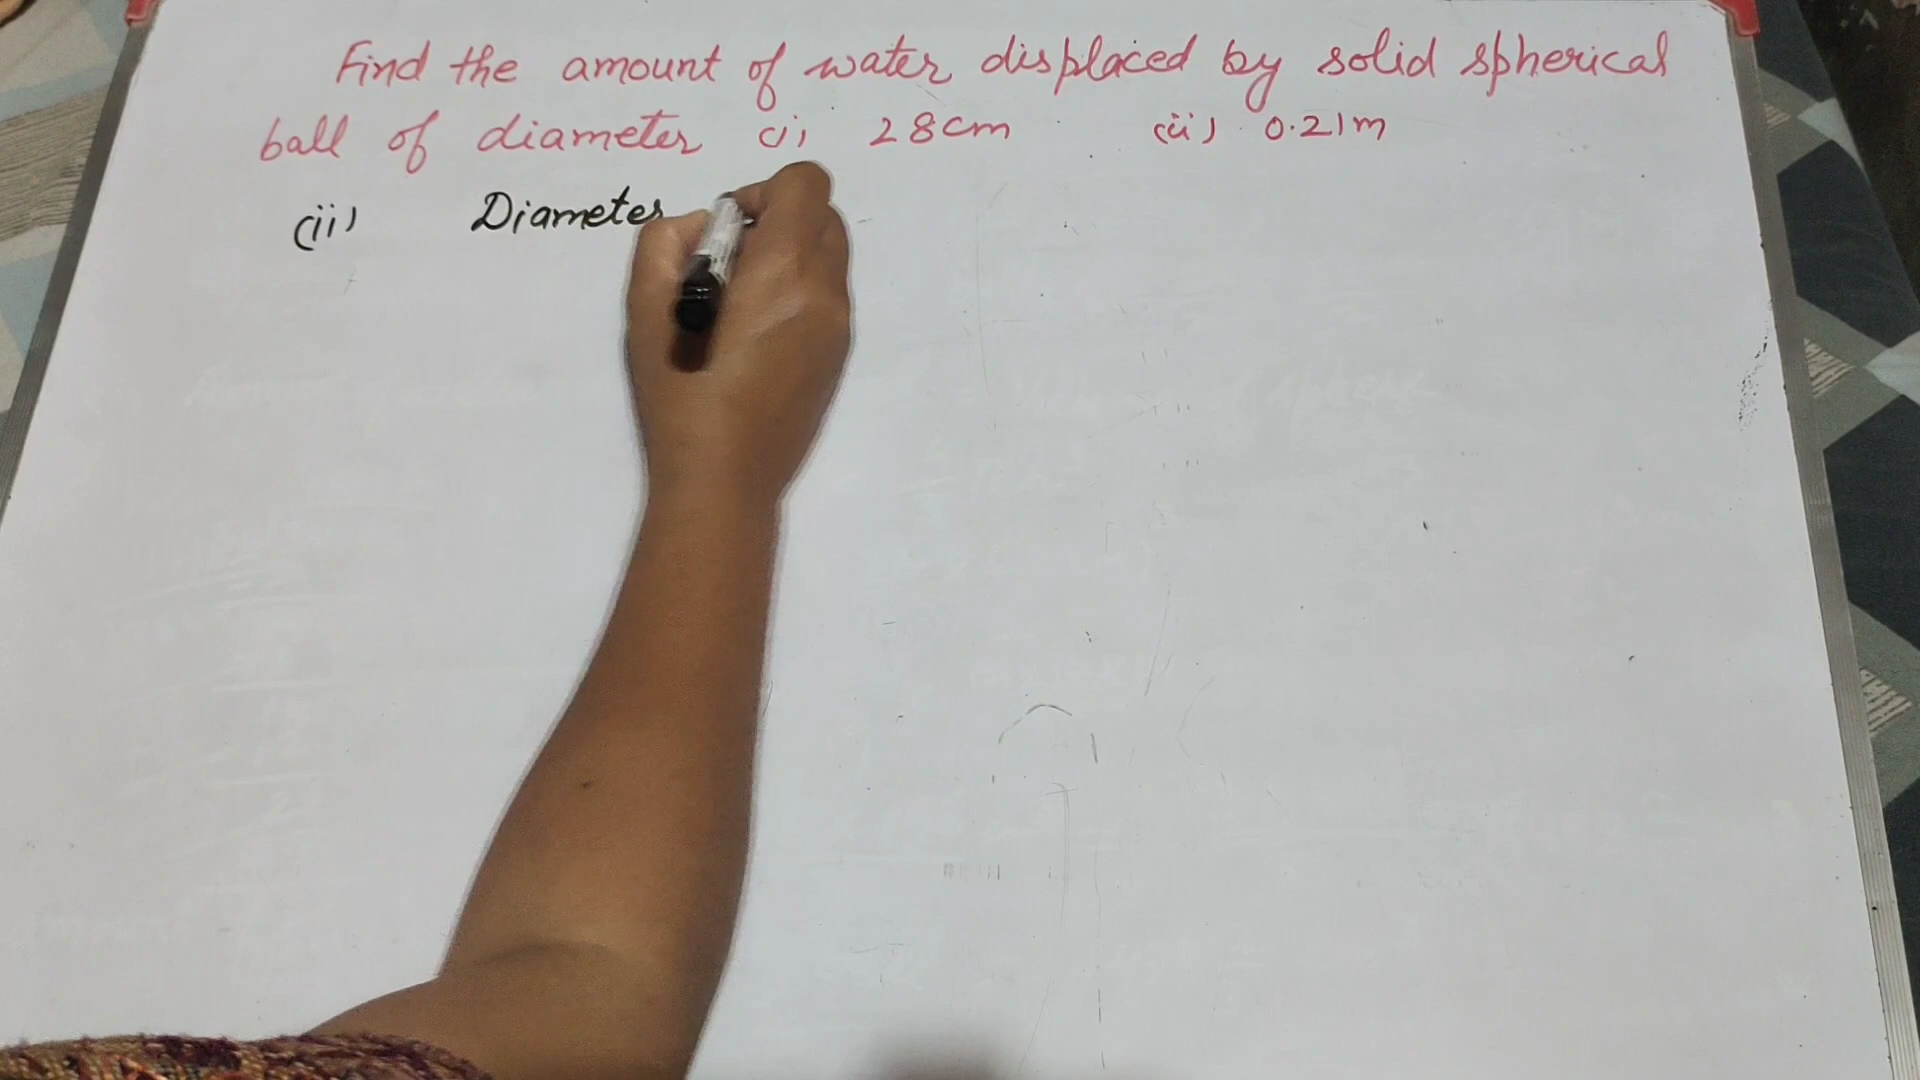 Find the amount of water displaced by solid spherical
ball of diameter (i) 28cm (ii) 0.21m
(ii) Diameter